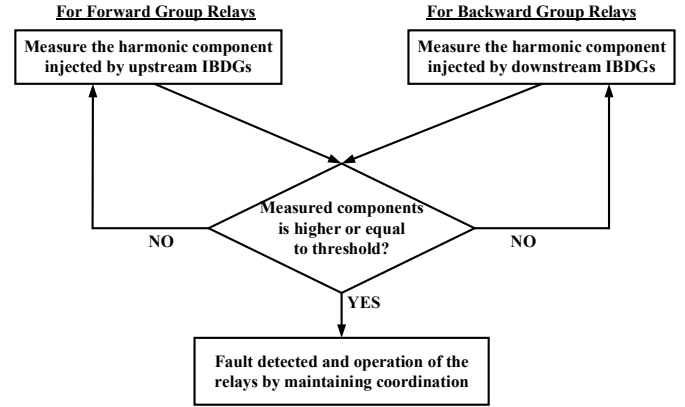 For Forward Group Relays
For Backward Group Relays
Measure the harmonic component
injected by upstream IBDGs
Measure the harmonic component
injected by downstream IBDGs
Measured components
is higher or equal
to threshold?
NO
NO
YES
Fault detected and operation of the
relays by maintaining coordination